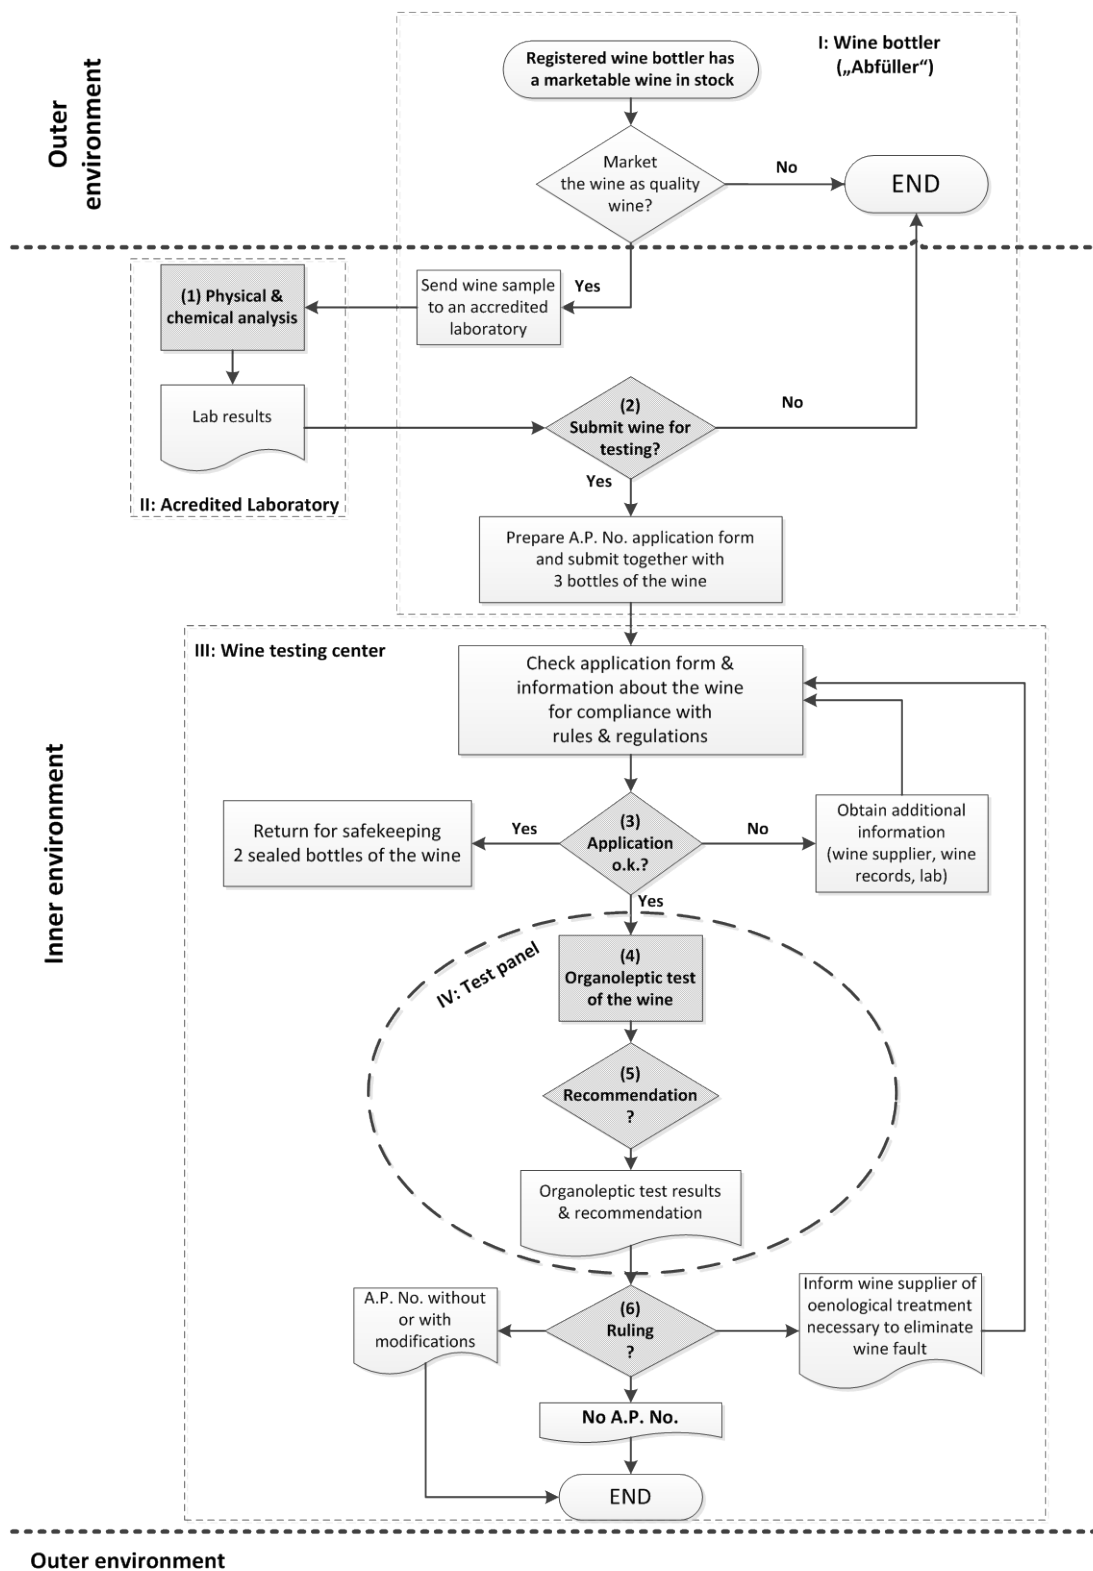 Outer
environment
Registered wine bottler has
a marketable wine in stock
I: Wine bottler
(„Abfüller“)
Market
the wine as quality
wine?
No
END
Yes
Send wine sample
to an accredited
laboratory
(1) Physical &
chemical analysis
Lab results
II: Acredited Laboratory
(2)
Submit wine for
testing?
No
Yes
Prepare A.P. No. application form
and submit together with
3 bottles of the wine
Inner environment
III: Wine testing center
Check application form &
information about the wine
for compliance with
rules & regulations
(3)
Application
o.k.?
Yes
Return for safekeeping
2 sealed bottles of the wine
No
Obtain additional
information
(wine supplier, wine
records, lab)
Yes
IV: Test panel
(4)
Organoleptic test
of the wine
(5)
Recommendation
?
Organoleptic test results
& recommendation
(6)
Ruling
?
A.P. No. without
or with
modifications
Inform wine supplier of
oenological treatment
necessary to eliminate
wine fault
No A.P. No.
END
Outer environment